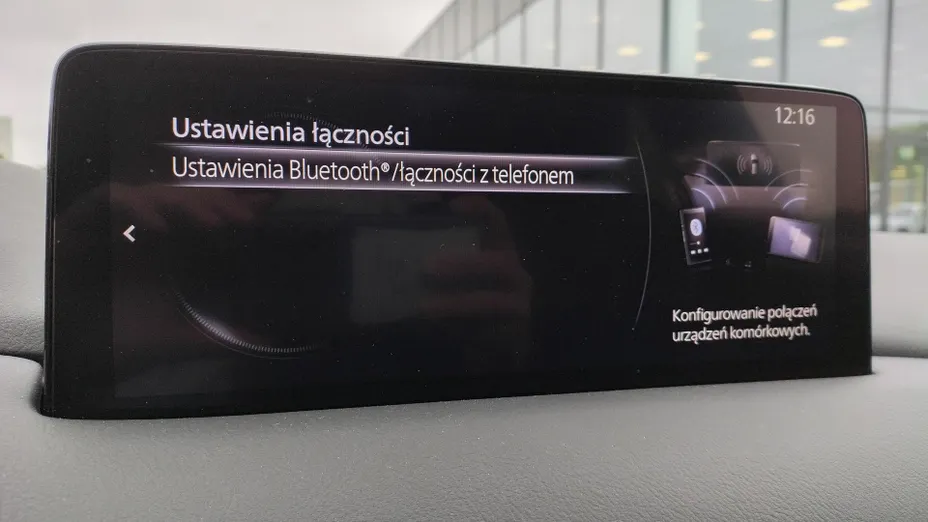 12:16
Ustawienia łączności
Ustawienia Bluetooth®/łączności z telefonem
Konfigurowanie połączeń
urządzeń komórkowych.